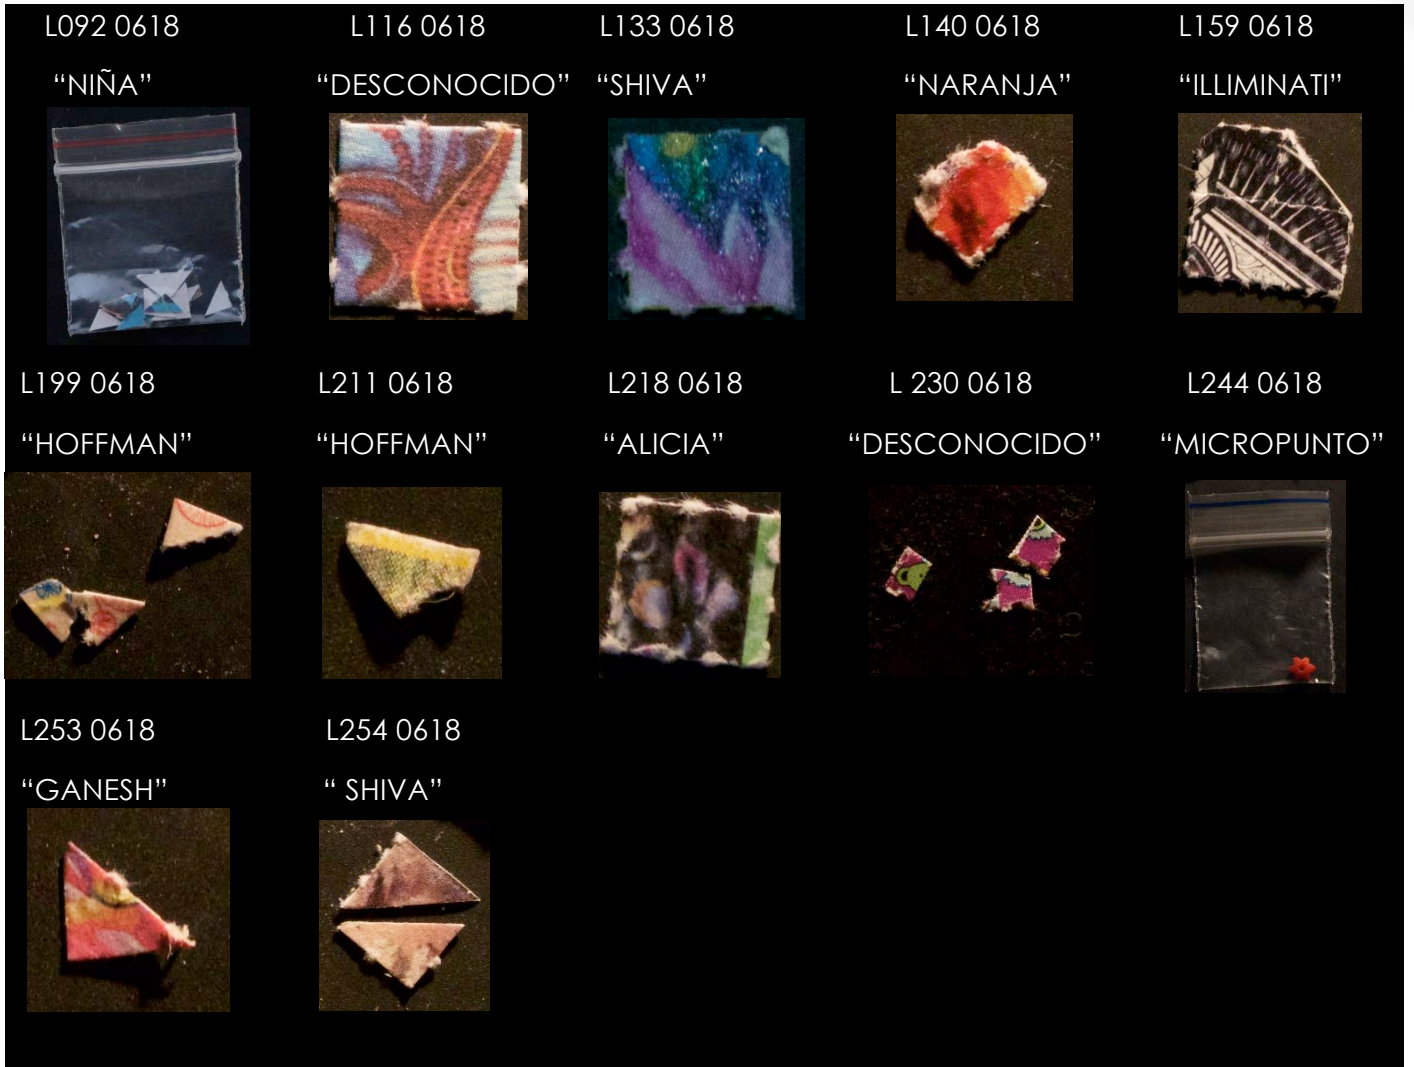 L092 0618
L116 0618
L133 0618
L140 0618
L159 0618
“NIÑA”
“DESCONOCIDO”
“SHIVA”
“NARANJA”
“ILLIMINATI”
L199 0618
L211 0618
L218 0618
L 230 0618
L244 0618
“HOFFMAN”
“HOFFMAN”
“ALICIA”
“DESCONOCIDO”
“MICROPUNTO”
L253 0618
L254 0618
“GANESH”
“ SHIVA”